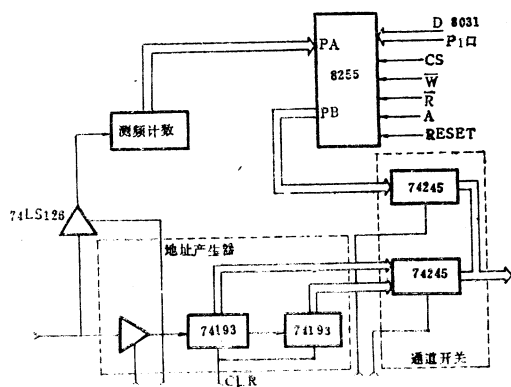 D 8031
PA
P1口
8255
CS
W
R
PB
A
RESET
测频计数
74245
74LS126
地址产生器
74245
74193
74193
通道开关
CLR